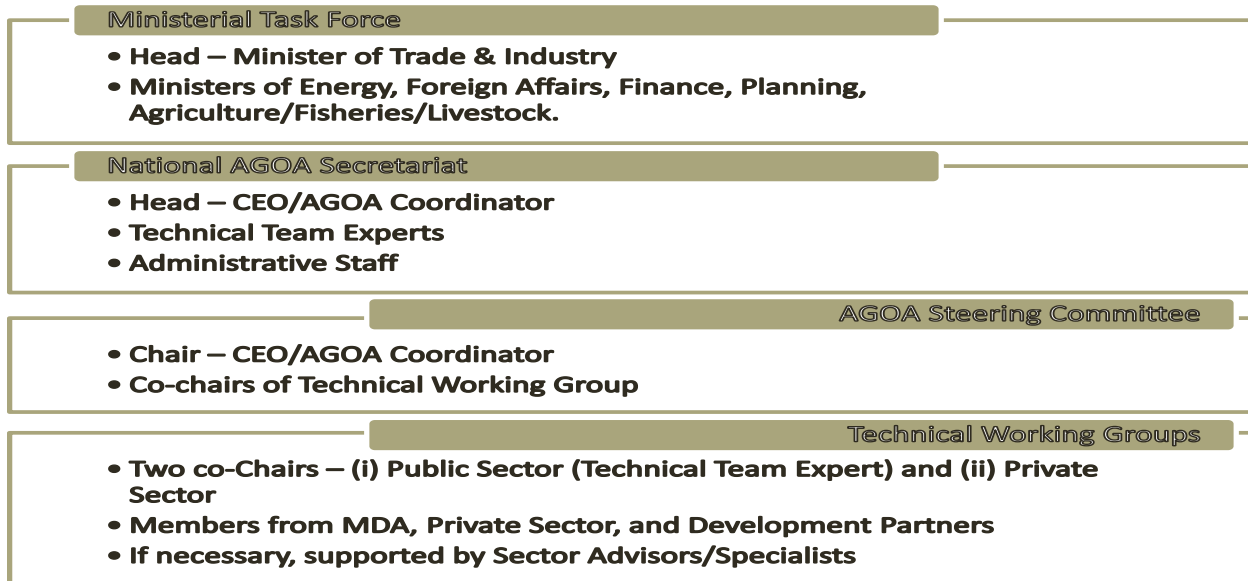 Ministerial Task Force
• Head – Minister of Trade & Industry
• Ministers of Energy, Foreign Affairs, Finance, Planning,
Agriculture/Fisheries/Livestock.
National AGOA Secretariat
• Head – CEO/AGOA Coordinator
• Technical Team Experts
• Administrative Staff
AGOA Steering Committee
• Chair – CEO/AGOA Coordinator
• Co-chairs of Technical Working Group
Technical Working Groups
• Two co-Chairs – (i) Public Sector (Technical Team Expert) and (ii) Private
Sector
• Members from MDA, Private Sector, and Development Partners
• If necessary, supported by Sector Advisors/Specialists